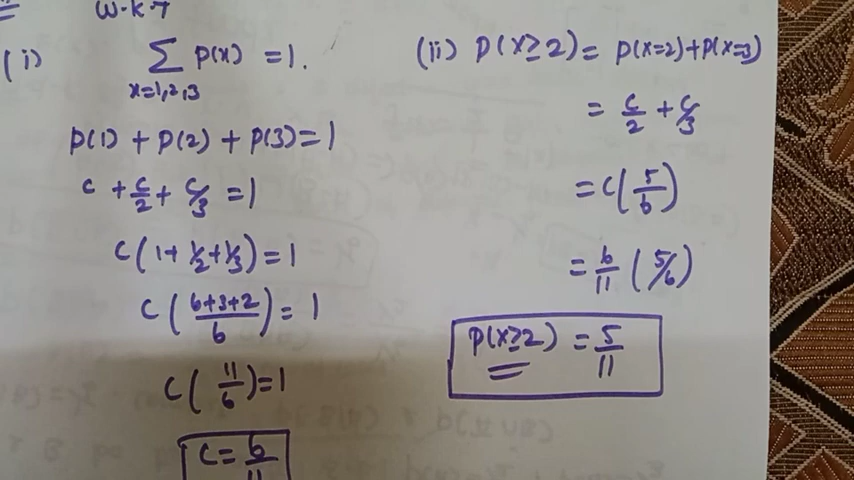 W.K.T
(i) ∑ P(x) = 1.
x=1,2,3
P(1) + P(2) + P(3) = 1
c + c/2 + c/3 = 1
c (1 + 1/2 + 1/3) = 1
c ( (6+3+2)/6 ) = 1
c ( 11/6 ) = 1
c = 6/11
(ii) P(X≥2) = P(X=2) + P(X=3)
= c/2 + c/3
= c ( 5/6 )
= 6/11 ( 5/6 )
P(X≥2) = 5/11